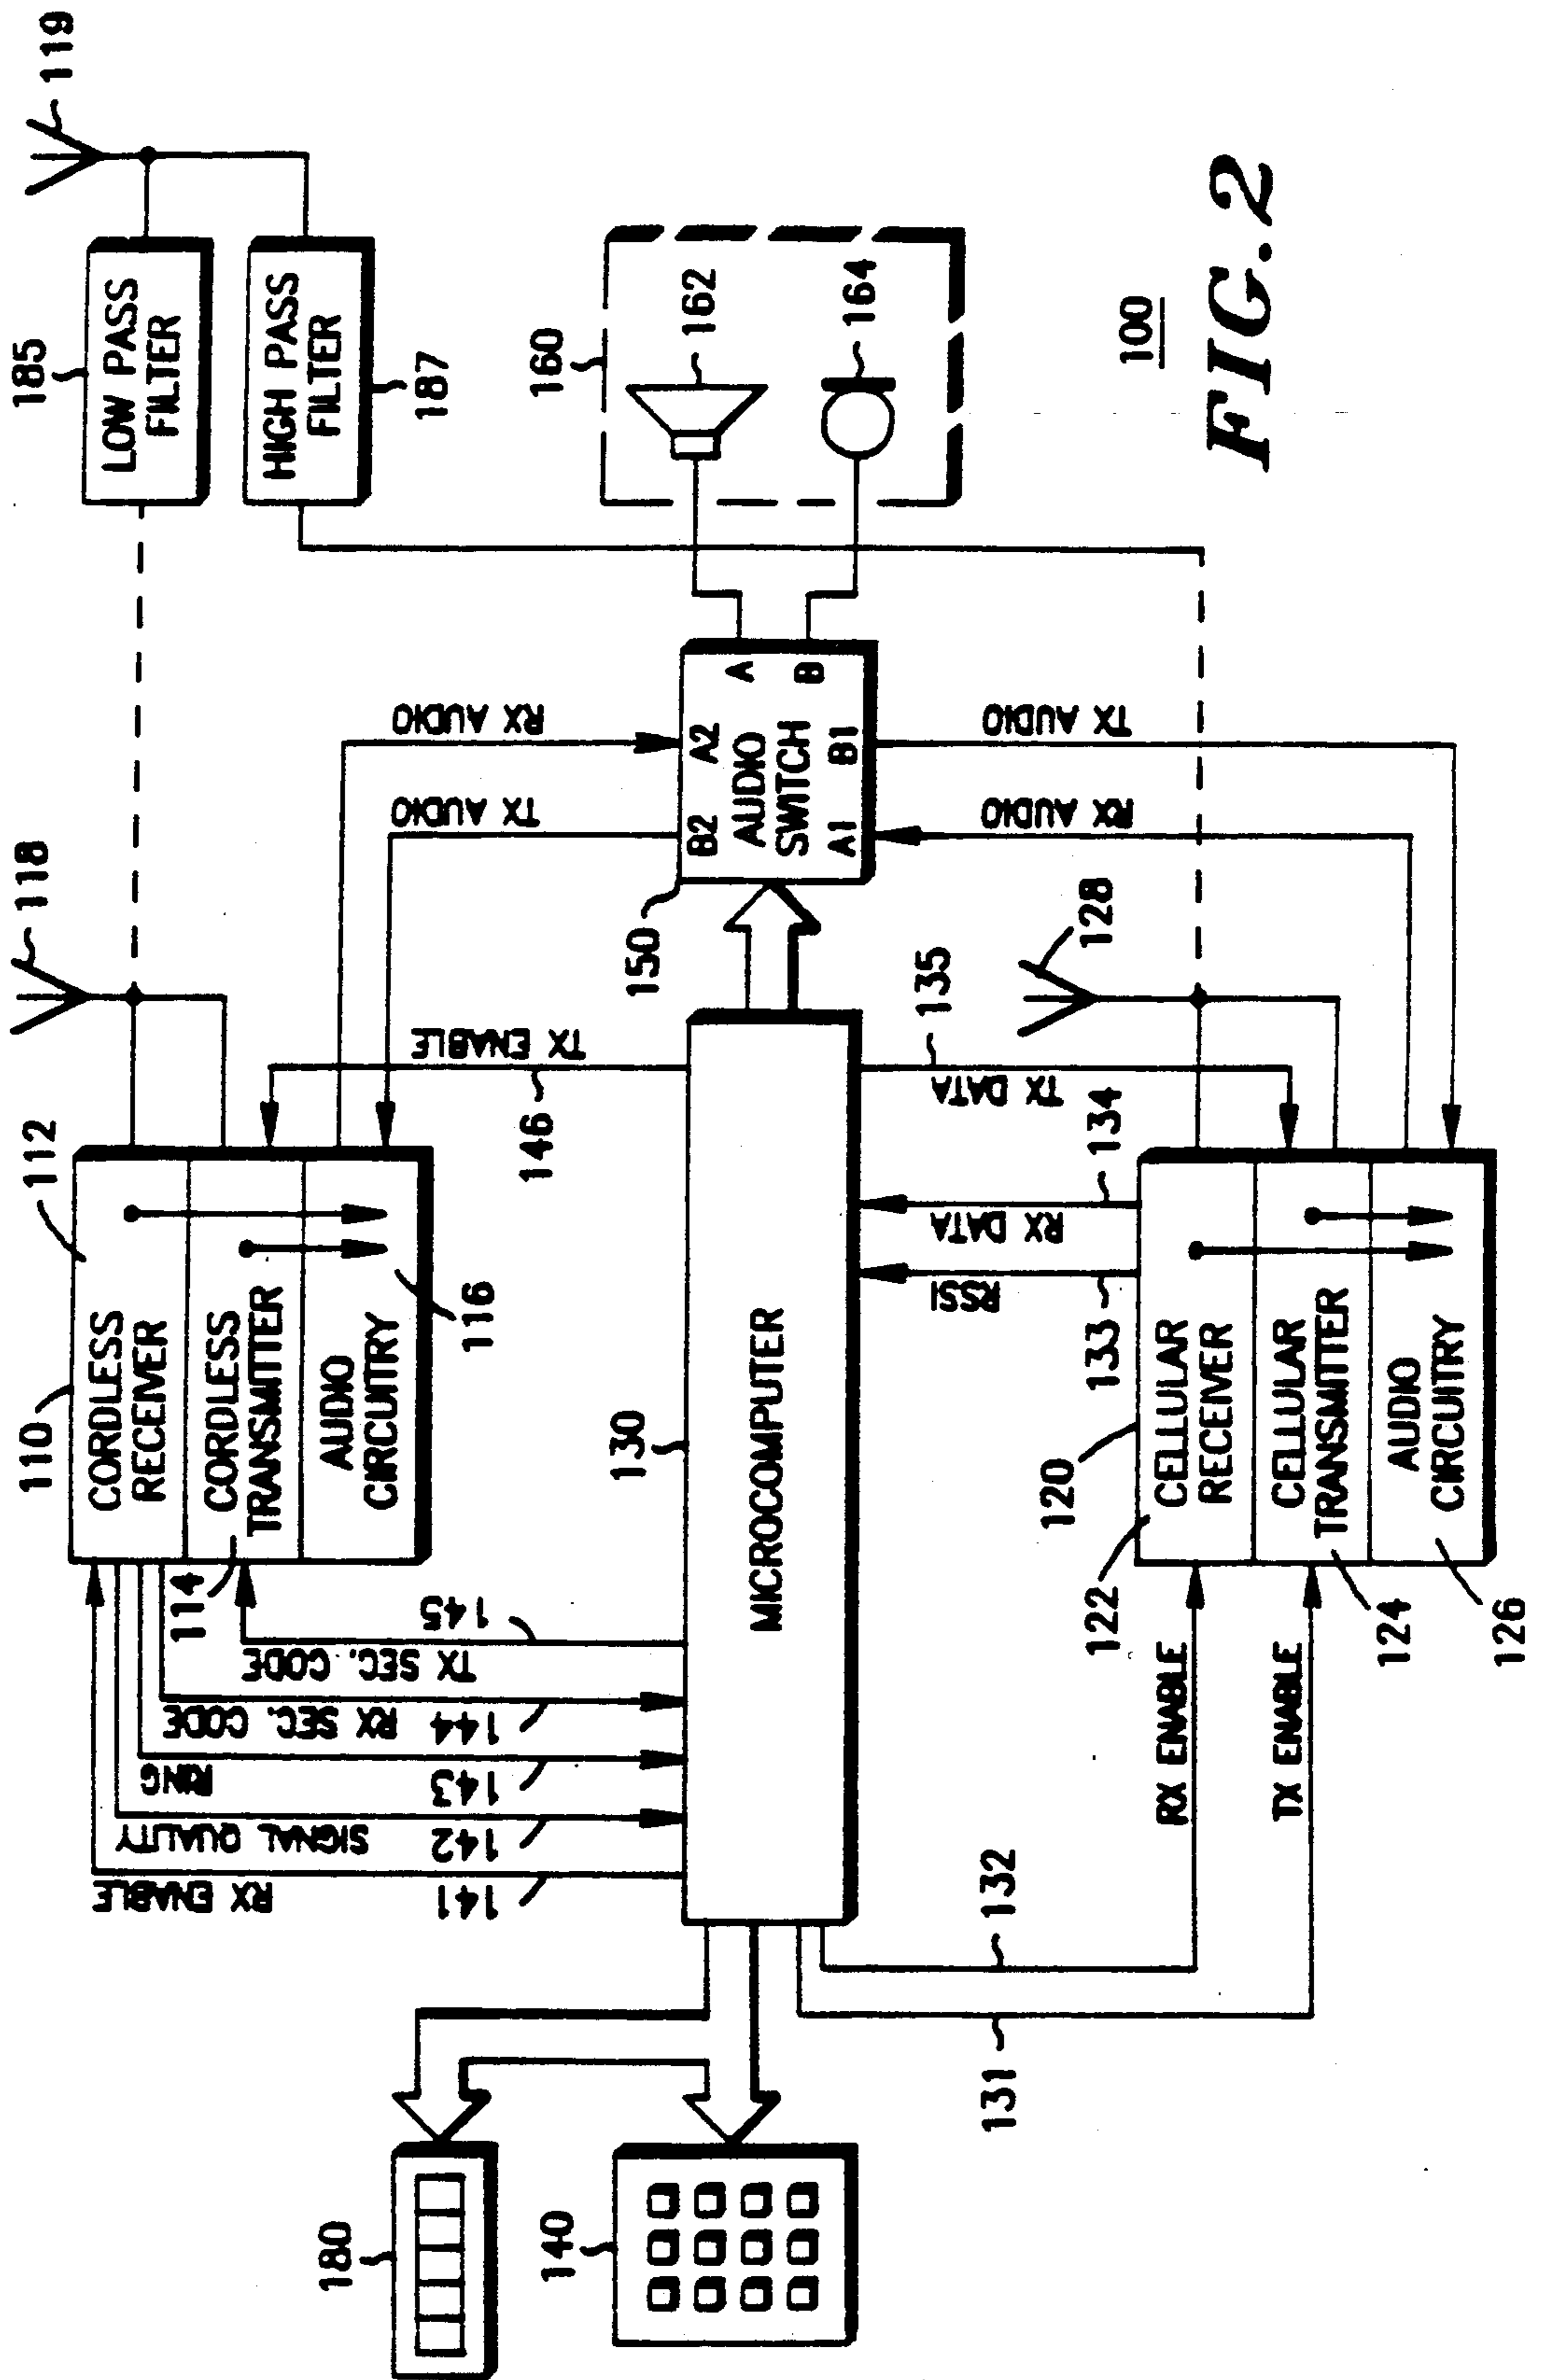 119
185
LOW PASS
FILTER
HIGH PASS
FILTER
187
118
110
112
CORDLESS
RECEIVER
CORDLESS
TRANSMITTER
AUDIO
CIRCUITRY
114
116
RX AUDIO
TX AUDIO
160
162
164
RX ENABLE
141
SIGNAL QUALITY
142
RING
143
RX SEC. CODE
144
TX SEC. CODE
145
TX ENABLE
146
150
B2
A2
AUDIO
SWITCH
A1
B1
A
B
180
140
130
MICROCOMPUTER
131
132
RSSI
133
RX DATA
134
TX DATA
135
128
RX AUDIO
TX AUDIO
RX ENABLE
TX ENABLE
120
122
CELLULAR
RECEIVER
CELLULAR
TRANSMITTER
AUDIO
CIRCUITRY
124
126
100
FIG.2